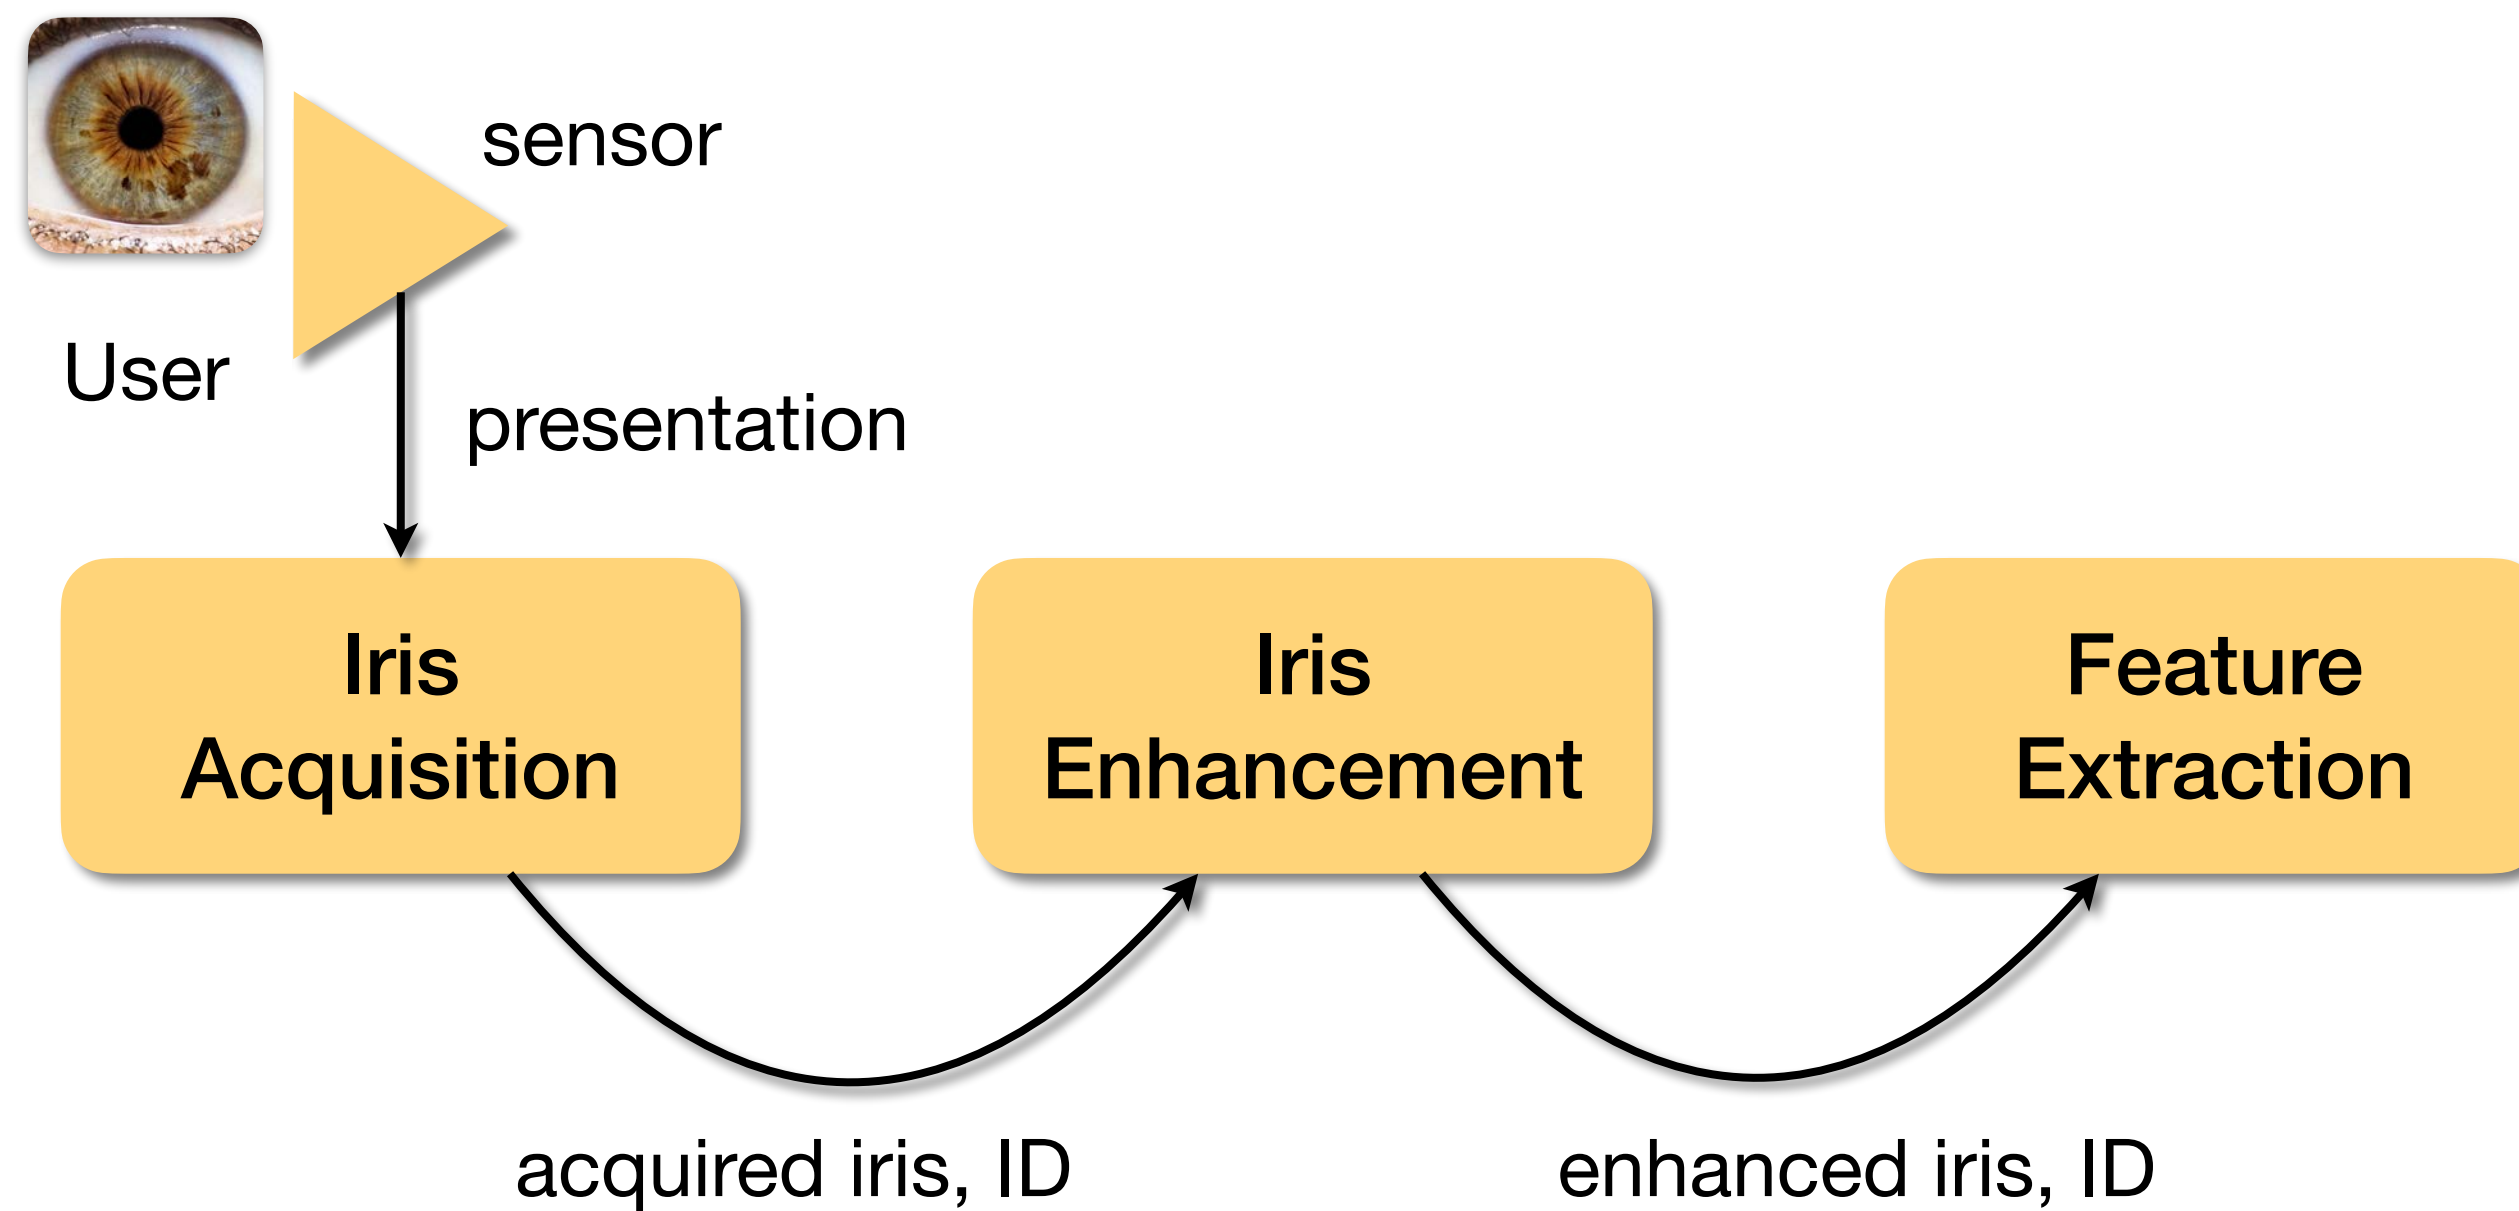 sensor
User
presentation
Iris
Acquisition
Iris
Enhancement
Feature
Extraction
acquired iris, ID
enhanced iris, ID